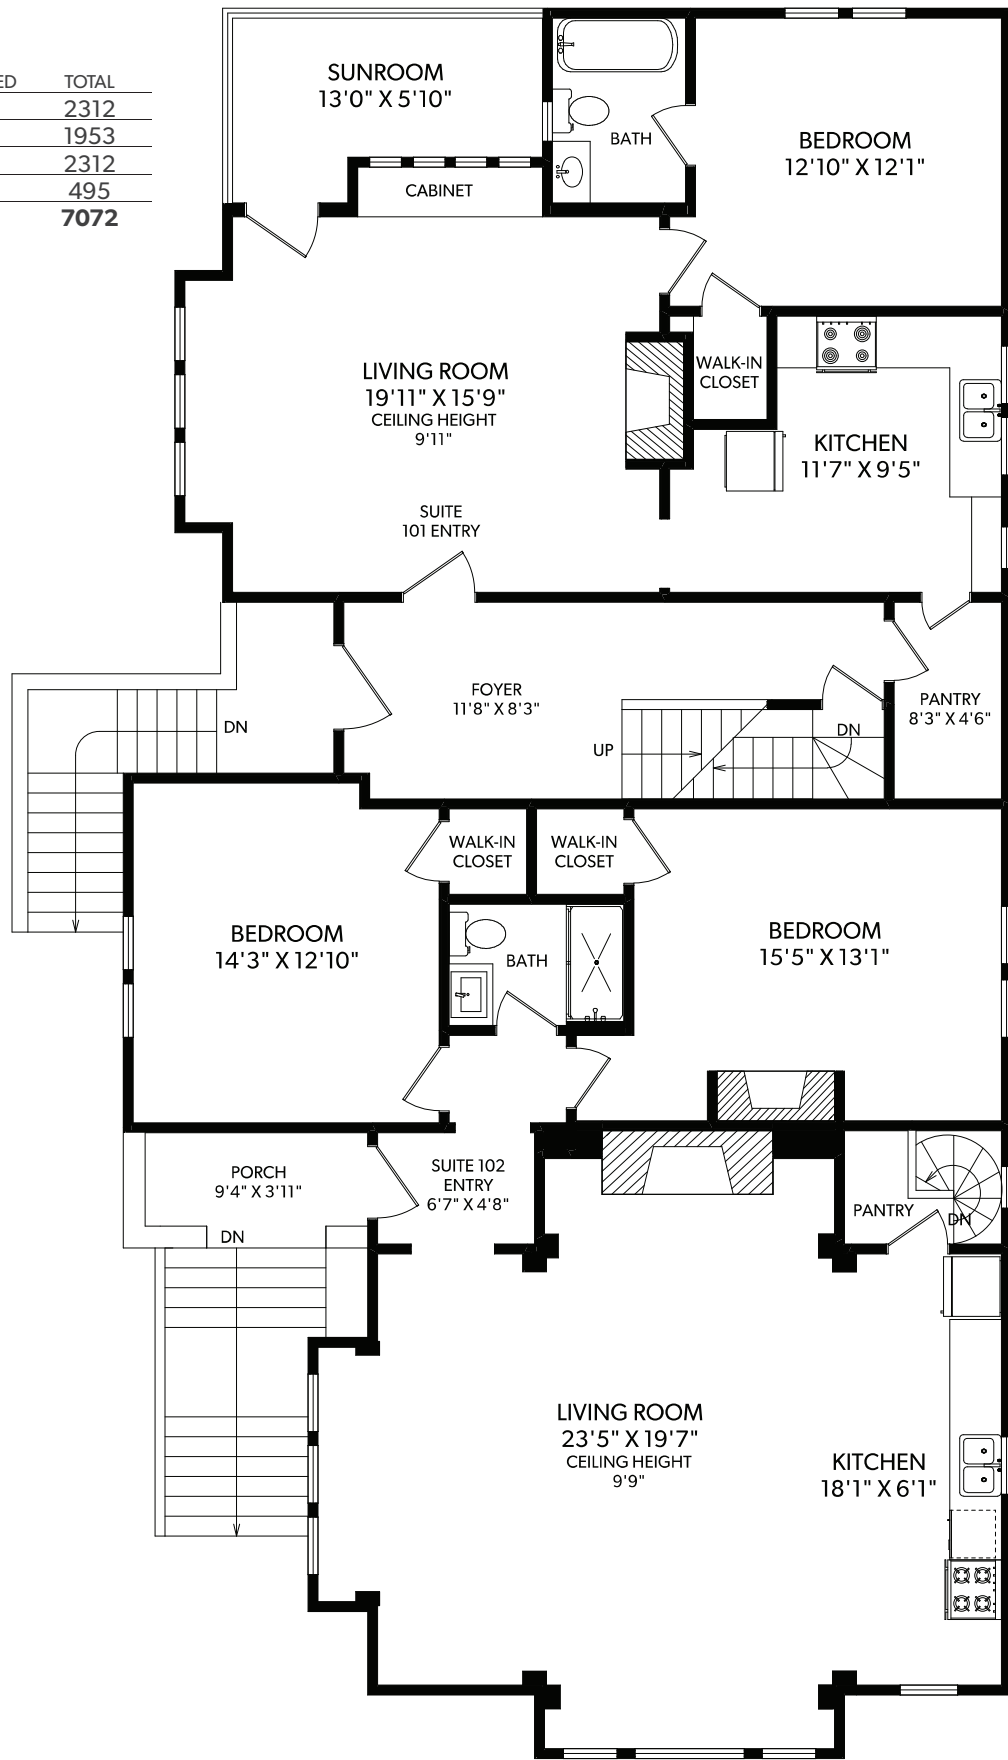 ED TOTAL
2312
1953
2312
495
7072
SUNROOM
13'0" X 5'10"
BATH
BEDROOM
12'10" X 12'1"
CABINET
LIVING ROOM
19'11" X 15'9"
CEILING HEIGHT
9'11"
WALK-IN
CLOSET
KITCHEN
11'7" X 9'5"
SUITE
101 ENTRY
FOYER
11'8" X 8'3"
PANTRY
8'3" X 4'6"
DN
UP
DN
WALK-IN
CLOSET
WALK-IN
CLOSET
BEDROOM
14'3" X 12'10"
BATH
BEDROOM
15'5" X 13'1"
PORCH
9'4" X 3'11"
DN
SUITE 102
ENTRY
6'7" X 4'8"
PANTRY
DN
LIVING ROOM
23'5" X 19'7"
CEILING HEIGHT
9'9"
KITCHEN
18'1" X 6'1"